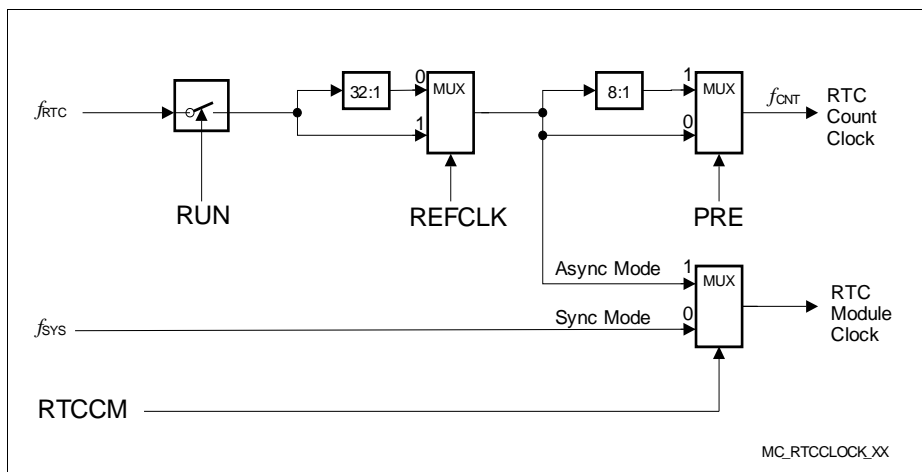 0
1
32:1
MUX
8:1
MUX
1
0
fRTC
1
fCNT
RTC
Count
Clock
RUN
REFCLK
PRE
Async Mode
1
MUX
RTC
Module
Clock
fSYS
Sync Mode
0
RTCCM
MC_RTCCLOCK_XX